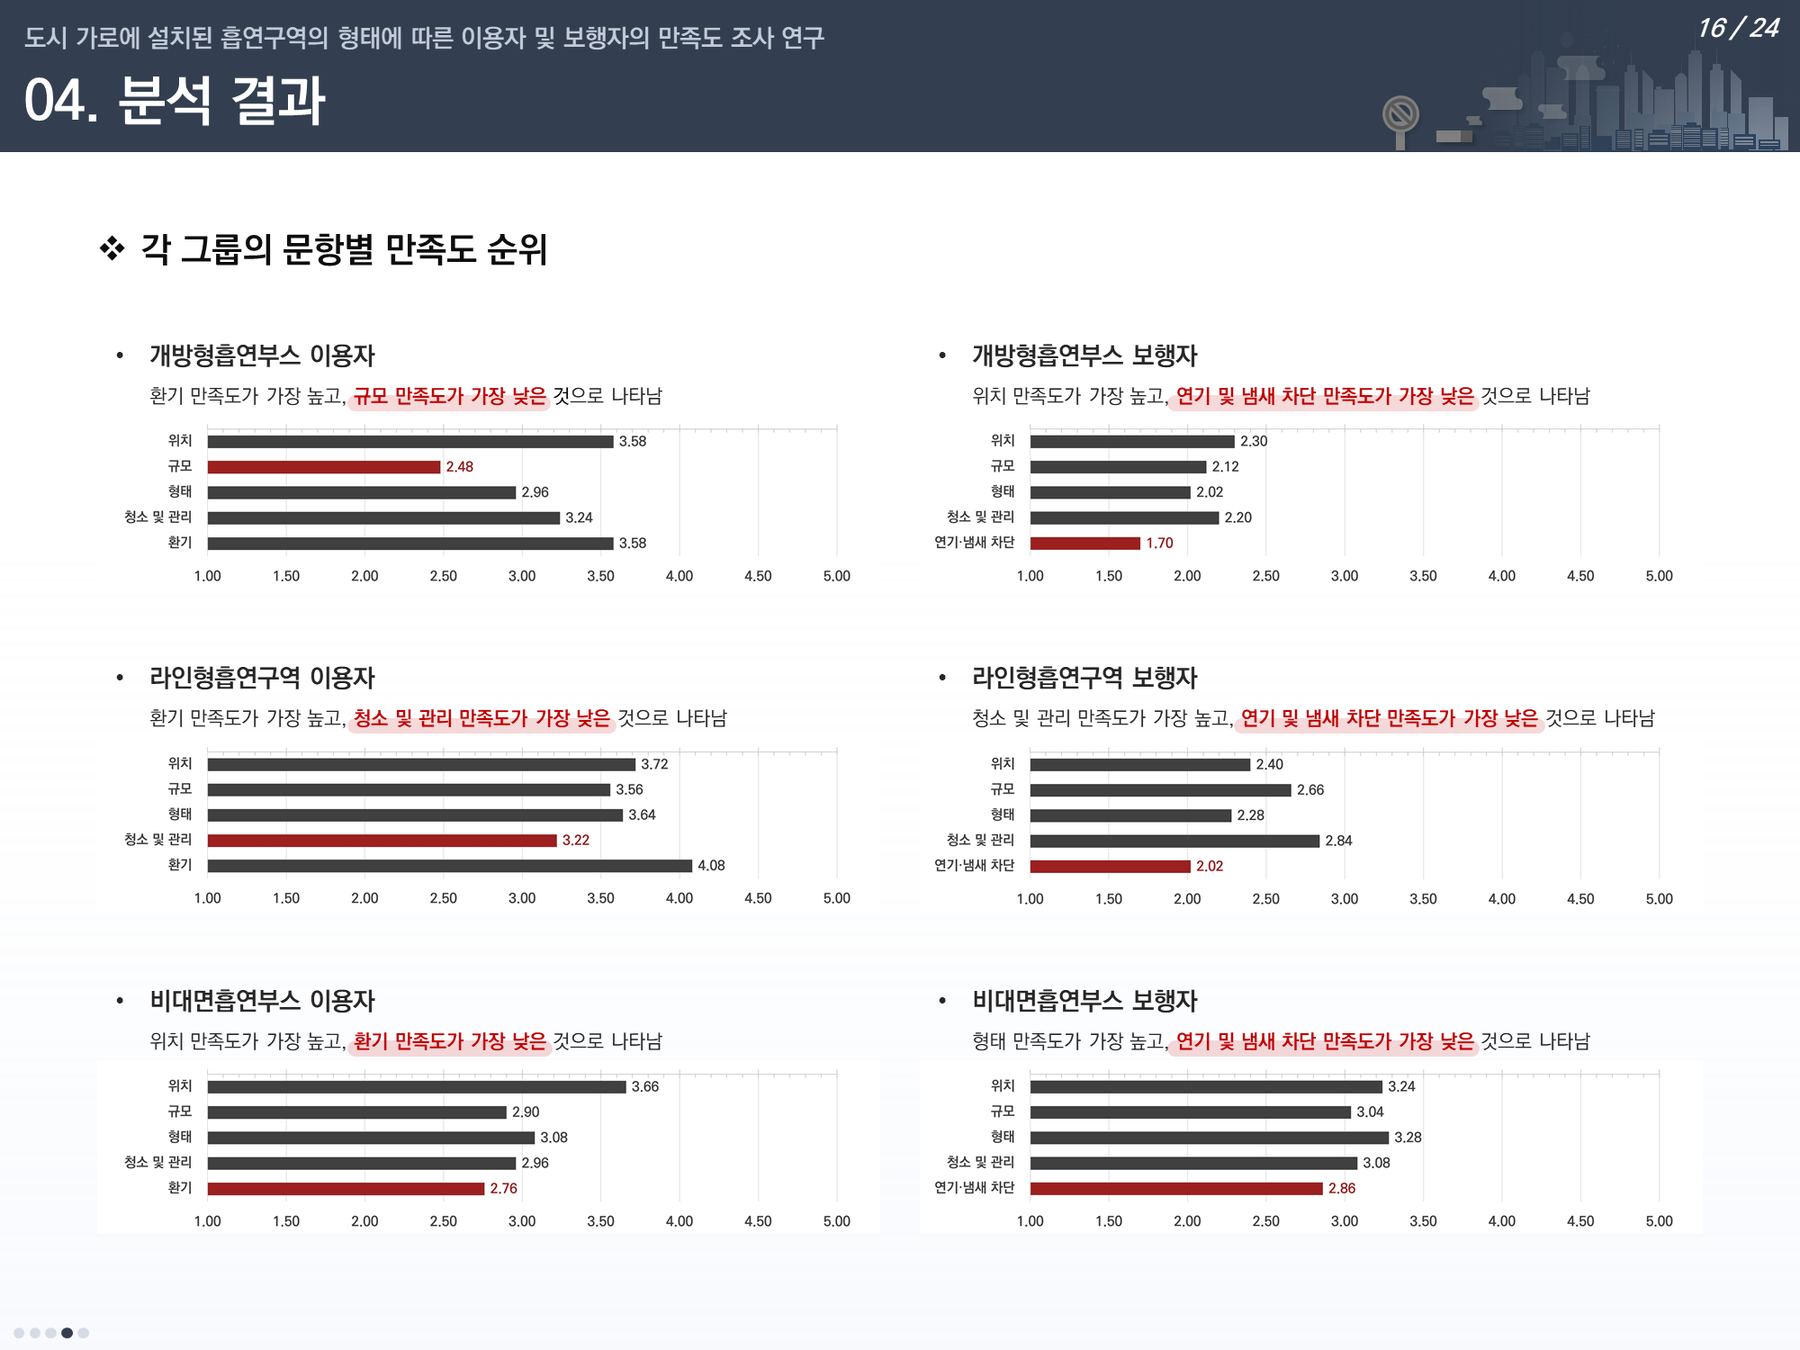 도시 가로에 설치된 흡연구역의 형태에 따른 이용자 및 보행자의 만족도 조사 연구
16 / 24
04. 분석 결과
❖ 각 그룹의 문항별 만족도 순위
• 개방형흡연부스 이용자
환기 만족도가 가장 높고, 규모 만족도가 가장 낮은 것으로 나타남
위치 3.58
규모 2.48
형태 2.96
청소 및 관리 3.24
환기 3.58
1.00 1.50 2.00 2.50 3.00 3.50 4.00 4.50 5.00
• 개방형흡연부스 보행자
위치 만족도가 가장 높고, 연기 및 냄새 차단 만족도가 가장 낮은 것으로 나타남
위치 2.30
규모 2.12
형태 2.02
청소 및 관리 2.20
연기·냄새 차단 1.70
1.00 1.50 2.00 2.50 3.00 3.50 4.00 4.50 5.00
• 라인형흡연구역 이용자
환기 만족도가 가장 높고, 청소 및 관리 만족도가 가장 낮은 것으로 나타남
위치 3.72
규모 3.56
형태 3.64
청소 및 관리 3.22
환기 4.08
1.00 1.50 2.00 2.50 3.00 3.50 4.00 4.50 5.00
• 라인형흡연구역 보행자
청소 및 관리 만족도가 가장 높고, 연기 및 냄새 차단 만족도가 가장 낮은 것으로 나타남
위치 2.40
규모 2.66
형태 2.28
청소 및 관리 2.84
연기·냄새 차단 2.02
1.00 1.50 2.00 2.50 3.00 3.50 4.00 4.50 5.00
• 비대면흡연부스 이용자
위치 만족도가 가장 높고, 환기 만족도가 가장 낮은 것으로 나타남
위치 3.66
규모 2.90
형태 3.08
청소 및 관리 2.96
환기 2.76
1.00 1.50 2.00 2.50 3.00 3.50 4.00 4.50 5.00
• 비대면흡연부스 보행자
형태 만족도가 가장 높고, 연기 및 냄새 차단 만족도가 가장 낮은 것으로 나타남
위치 3.24
규모 3.04
형태 3.28
청소 및 관리 3.08
연기·냄새 차단 2.86
1.00 1.50 2.00 2.50 3.00 3.50 4.00 4.50 5.00